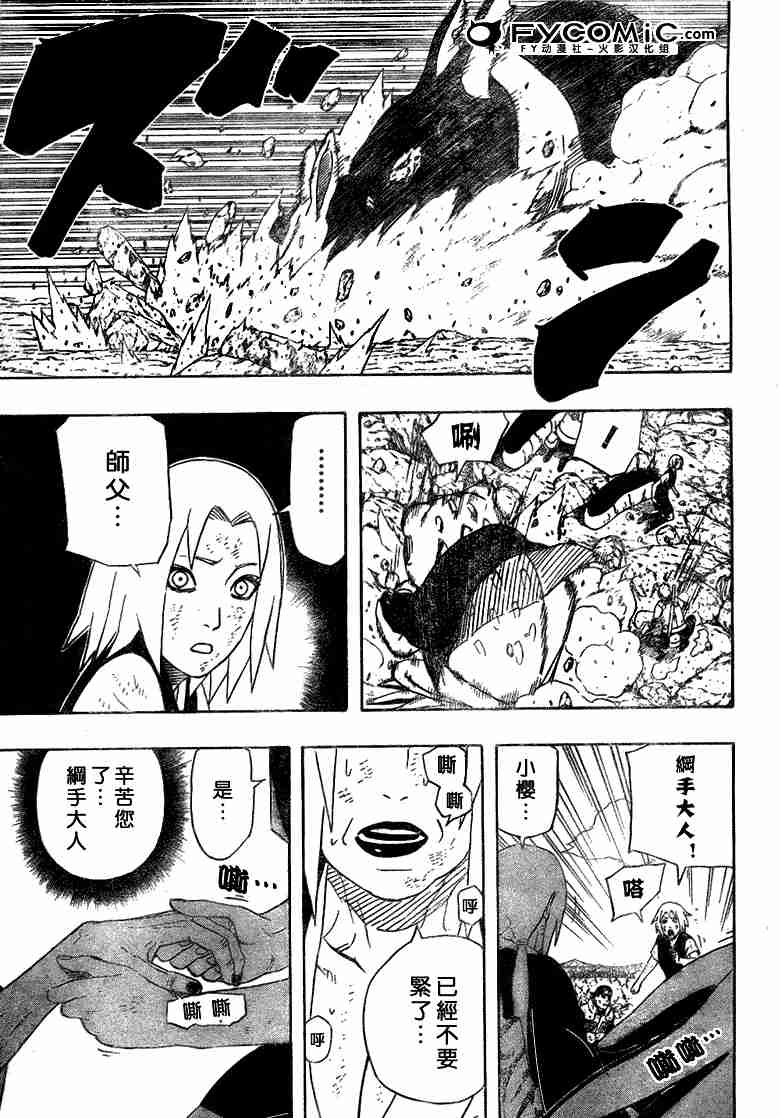 FYCOMiC.com
FY动漫社-火影汉化组
ズズン
!
唰
………
師父…
綱手大人!
嗒
小櫻…
嘶…
嘶
嘶
呼
已經不要
緊了…
呼
是…
嘶…
辛苦您
了…
綱手大人
嘶
嘶